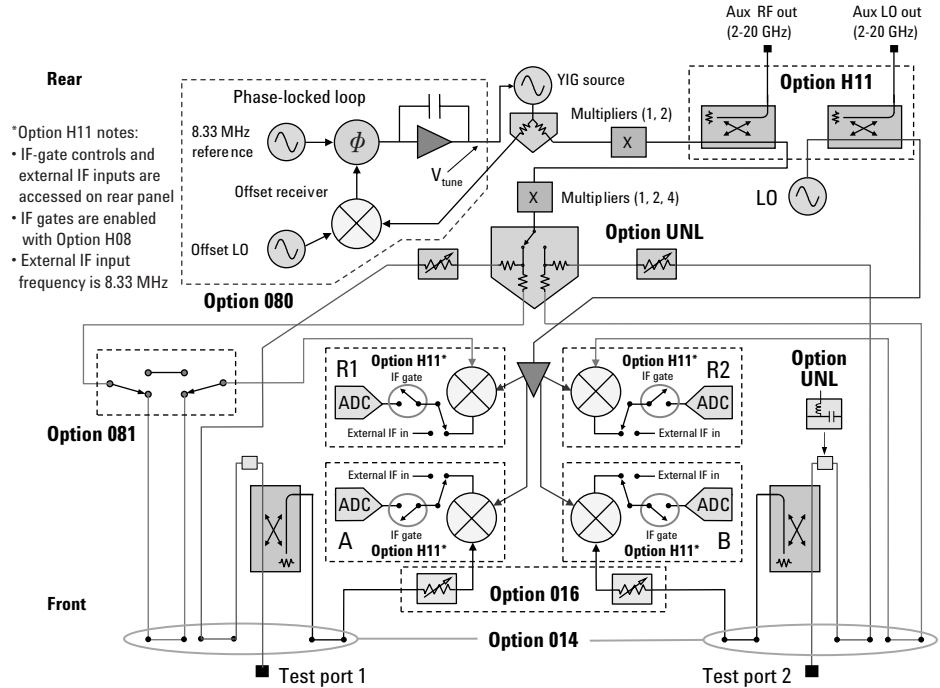 Aux RF out
(2-20 GHz)
Aux LO out
(2-20 GHz)
Rear
Option H11
YIG source
Phase-locked loop
Multipliers (1, 2)
*Option H11 notes:
• IF-gate controls and
external IF inputs are
accessed on rear panel
• IF gates are enabled
with Option H08
• External IF input
frequency is 8.33 MHz
8.33 MHz
reference
ϕ
X
Vtune
Offset receiver
X
Multipliers (1, 2, 4)
LO
Offset LO
Option UNL
Option 080
Option H11*
R1
IF gate
ADC
External IF in
Option H11*
R2
IF gate
ADC
External IF in
Option
UNL
Option 081
External IF in
ADC
IF gate
A
Option H11*
External IF in
ADC
IF gate
B
Option H11*
Option 016
Front
Option 014
Test port 1
Test port 2